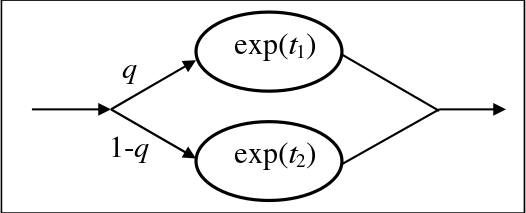 exp(t₁)
q
1-q
exp(t₂)